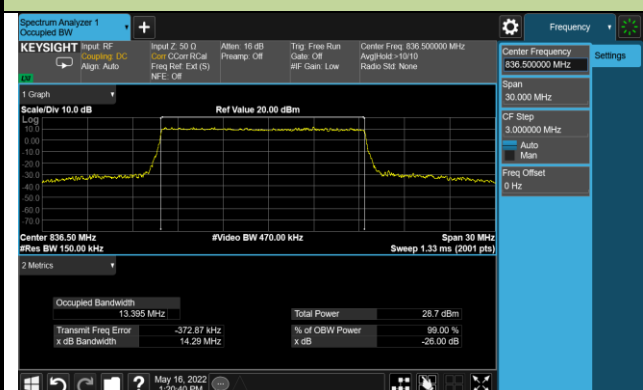 Spectrum Analyzer 1
Occupied BW
+
Frequency
KEYSIGHT
Input: RF
Coupling: DC
Align: Auto
Input Z: 50 Ω
Corr CCorr RCal
Freq Ref: Ext (S)
NFE: Off
Atten: 16 dB
Preamp: Off
Trig: Free Run
Gate: Off
#IF Gain: Low
Center Freq: 836.500000 MHz
Avg|Hold:>10/10
Radio Std: None
LXI
Center Frequency
836.500000 MHz
Settings
Span
30.000 MHz
CF Step
3.000000 MHz
Auto
Man
Freq Offset
0 Hz
1 Graph
Scale/Div 10.0 dB
Ref Value 20.00 dBm
Log
10.0
0.00
-10.0
-20.0
-30.0
-40.0
-50.0
-60.0
-70.0
Center 836.50 MHz
#Video BW 470.00 kHz
Span 30 MHz
#Res BW 150.00 kHz
Sweep 1.33 ms (2001 pts)
2 Metrics
Occupied Bandwidth
13.395 MHz
Total Power 28.7 dBm
Transmit Freq Error -372.87 kHz
% of OBW Power 99.00 %
x dB Bandwidth 14.29 MHz
x dB -26.00 dB
?
May 16, 2022
1:20:40 PM